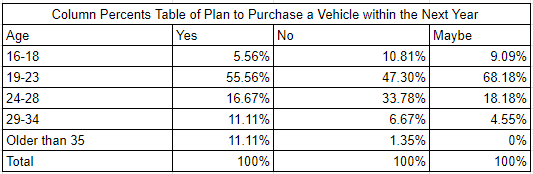 Column Percents Table of Plan to Purchase a Vehicle within the Next Year
Age Yes No Maybe
16-18 5.56% 10.81% 9.09%
19-23 55.56% 47.30% 68.18%
24-28 16.67% 33.78% 18.18%
29-34 11.11% 6.67% 4.55%
Older than 35 11.11% 1.35% 0%
Total 100% 100% 100%